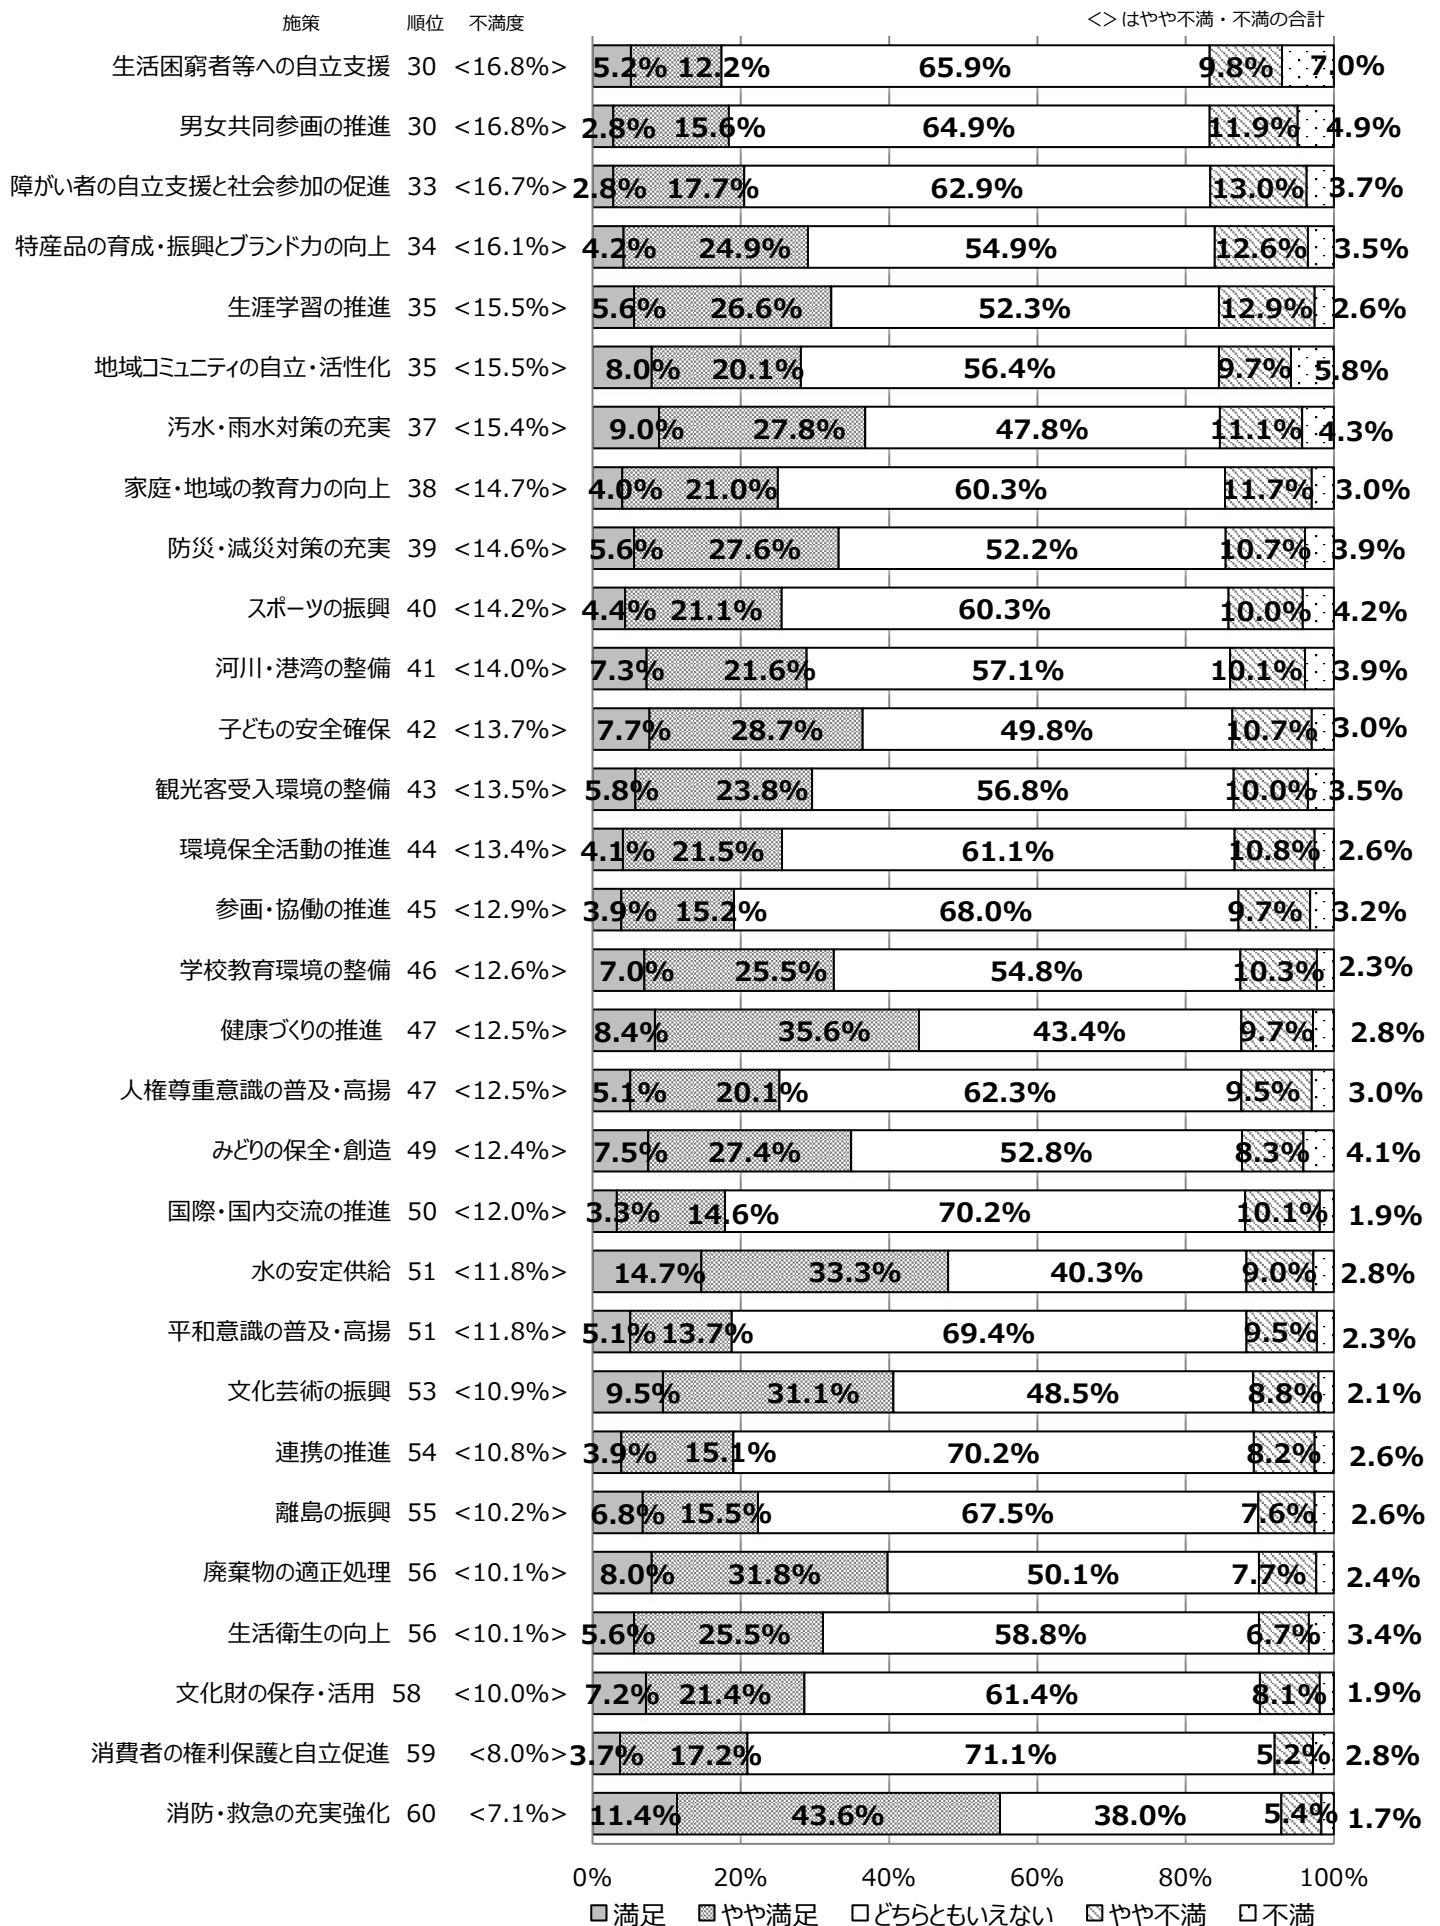 施策 順位 不満度 <>はやや不満・不満の合計
生活困窮者等への自立支援 30 <16.8%> 5.2% 12.2% 65.9% 9.8% 7.0%
男女共同参画の推進 30 <16.8%> 2.8% 15.6% 64.9% 11.9% 4.9%
障がい者の自立支援と社会参加の促進 33 <16.7%> 2.8% 17.7% 62.9% 13.0% 3.7%
特産品の育成・振興とブランド力の向上 34 <16.1%> 4.2% 24.9% 54.9% 12.6% 3.5%
生涯学習の推進 35 <15.5%> 5.6% 26.6% 52.3% 12.9% 2.6%
地域コミュニティの自立・活性化 35 <15.5%> 8.0% 20.1% 56.4% 9.7% 5.8%
汚水・雨水対策の充実 37 <15.4%> 9.0% 27.8% 47.8% 11.1% 4.3%
家庭・地域の教育力の向上 38 <14.7%> 4.0% 21.0% 60.3% 11.7% 3.0%
防災・減災対策の充実 39 <14.6%> 5.6% 27.6% 52.2% 10.7% 3.9%
スポーツの振興 40 <14.2%> 4.4% 21.1% 60.3% 10.0% 4.2%
河川・港湾の整備 41 <14.0%> 7.3% 21.6% 57.1% 10.1% 3.9%
子どもの安全確保 42 <13.7%> 7.7% 28.7% 49.8% 10.7% 3.0%
観光客受入環境の整備 43 <13.5%> 5.8% 23.8% 56.8% 10.0% 3.5%
環境保全活動の推進 44 <13.4%> 4.1% 21.5% 61.1% 10.8% 2.6%
参画・協働の推進 45 <12.9%> 3.9% 15.2% 68.0% 9.7% 3.2%
学校教育環境の整備 46 <12.6%> 7.0% 25.5% 54.8% 10.3% 2.3%
健康づくりの推進 47 <12.5%> 8.4% 35.6% 43.4% 9.7% 2.8%
人権尊重意識の普及・高揚 47 <12.5%> 5.1% 20.1% 62.3% 9.5% 3.0%
みどりの保全・創造 49 <12.4%> 7.5% 27.4% 52.8% 8.3% 4.1%
国際・国内交流の推進 50 <12.0%> 3.3% 14.6% 70.2% 10.1% 1.9%
水の安定供給 51 <11.8%> 14.7% 33.3% 40.3% 9.0% 2.8%
平和意識の普及・高揚 51 <11.8%> 5.1% 13.7% 69.4% 9.5% 2.3%
文化芸術の振興 53 <10.9%> 9.5% 31.1% 48.5% 8.8% 2.1%
連携の推進 54 <10.8%> 3.9% 15.1% 70.2% 8.2% 2.6%
離島の振興 55 <10.2%> 6.8% 15.5% 67.5% 7.6% 2.6%
廃棄物の適正処理 56 <10.1%> 8.0% 31.8% 50.1% 7.7% 2.4%
生活衛生の向上 56 <10.1%> 5.6% 25.5% 58.8% 6.7% 3.4%
文化財の保存・活用 58 <10.0%> 7.2% 21.4% 61.4% 8.1% 1.9%
消費者の権利保護と自立促進 59 <8.0%> 3.7% 17.2% 71.1% 5.2% 2.8%
消防・救急の充実強化 60 <7.1%> 11.4% 43.6% 38.0% 5.4% 1.7%
0% 20% 40% 60% 80% 100%
満足 やや満足 どちらともいえない やや不満 不満